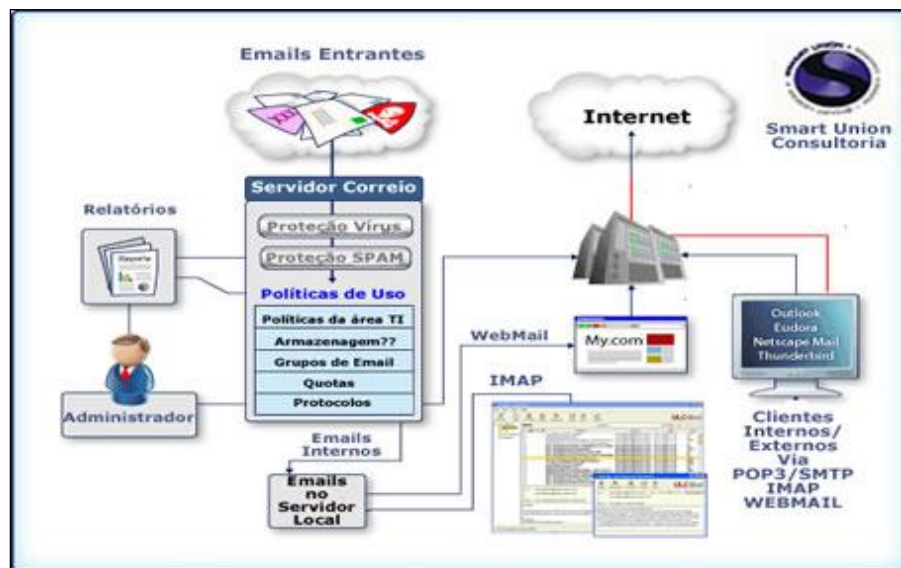 Emails Entrantes
XXX
Internet
Smart Union
Consultoria
Servidor Correio
Proteção Vírus
Proteção SPAM
Políticas de Uso
Políticas da área TI
Armazenagem??
Grupos de Email
Quotas
Protocolos
Relatórios
Reports
Administrador
Emails
Internos
Emails
no
Servidor
Local
WebMail
My.com
IMAP
Outlook
Eudora
Netscape Mail
Thunderbird
Clientes
Internos/
Externos
Via
POP3/SMTP
IMAP
WEBMAIL